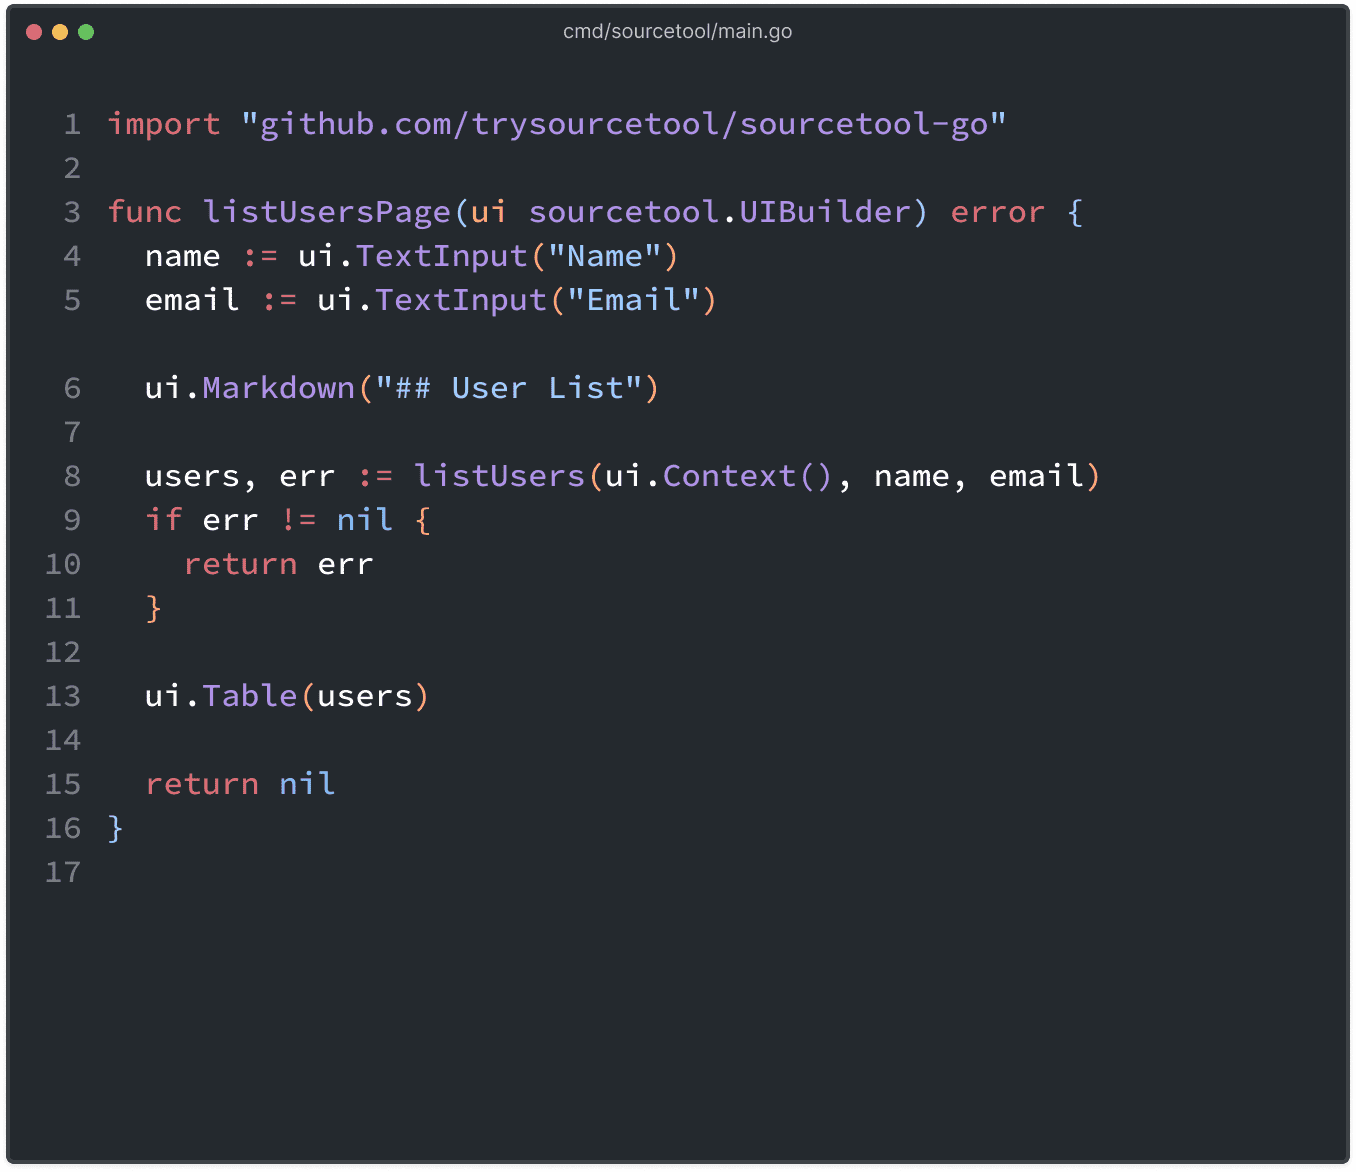 cmd/sourcetool/main.go
1 import "github.com/trysourcetool/sourcetool-go"
2
3 func listUsersPage(ui sourcetool.UIBuilder) error {
4   name := ui.TextInput("Name")
5   email := ui.TextInput("Email")

6   ui.Markdown("## User List")
7
8   users, err := listUsers(ui.Context(), name, email)
9   if err != nil {
10     return err
11   }
12
13   ui.Table(users)
14
15   return nil
16 }
17